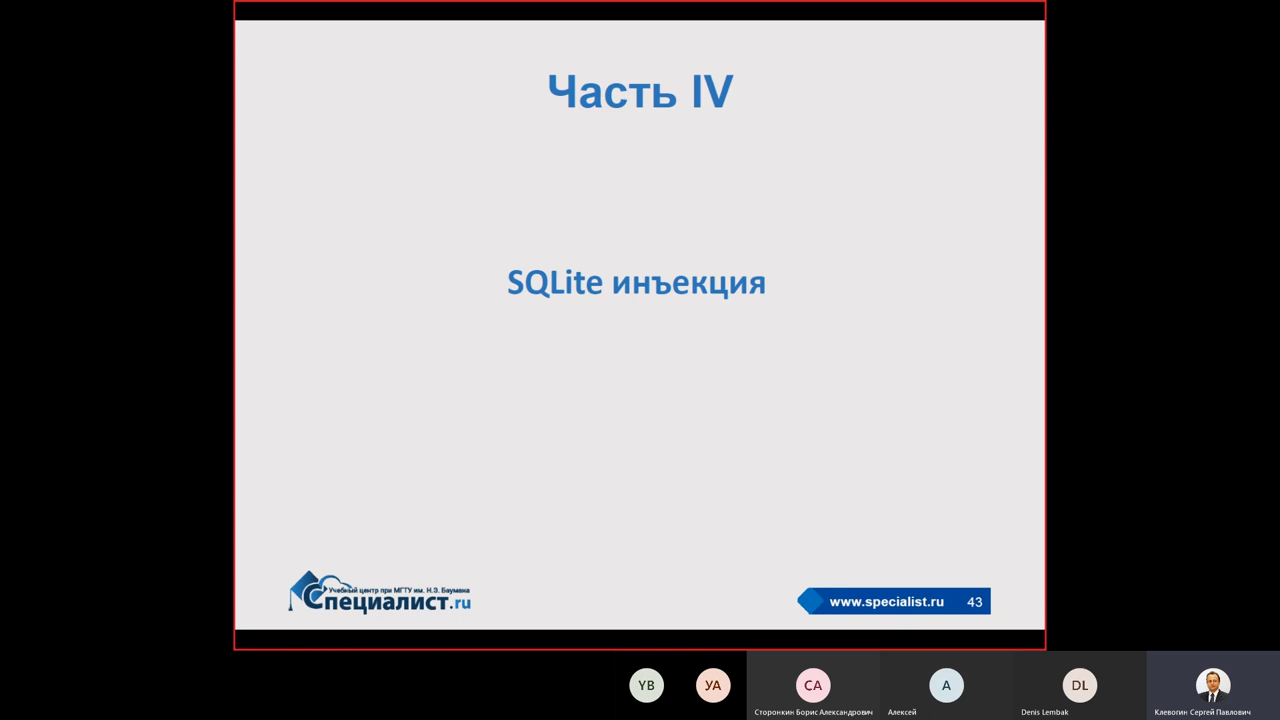 Часть IV
SQLite инъекция
Учебный центр при МГТУ им. Н.Э. Баумана
Специалист.ru
www.specialist.ru 43
YB
УА
СА
А
DL
Сторонкин Борис Александрович
Алексей
Denis Lembak
Клевогин Сергей Павлович